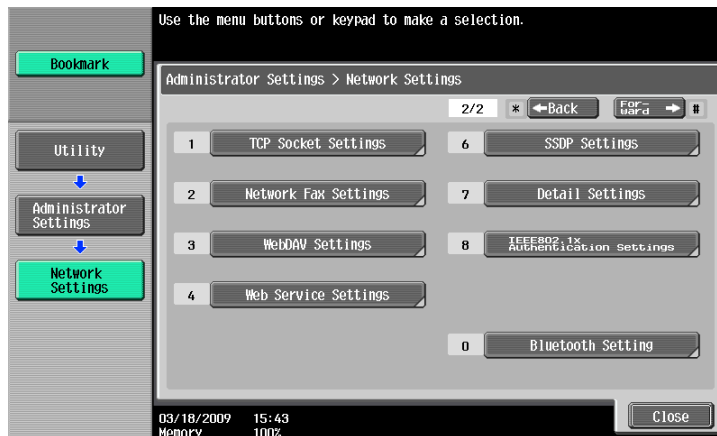 Use the menu buttons or keypad to make a selection.
Bookmark
Administrator Settings > Network Settings
2/2 * ←Back For-ward → #
Utility
Administrator
Settings
Network
Settings
1 TCP Socket Settings
2 Network Fax Settings
3 WebDAV Settings
4 Web Service Settings
6 SSDP Settings
7 Detail Settings
8 IEEE802.1x
Authentication Settings
0 Bluetooth Setting
03/18/2009 15:43
Memory 100%
Close